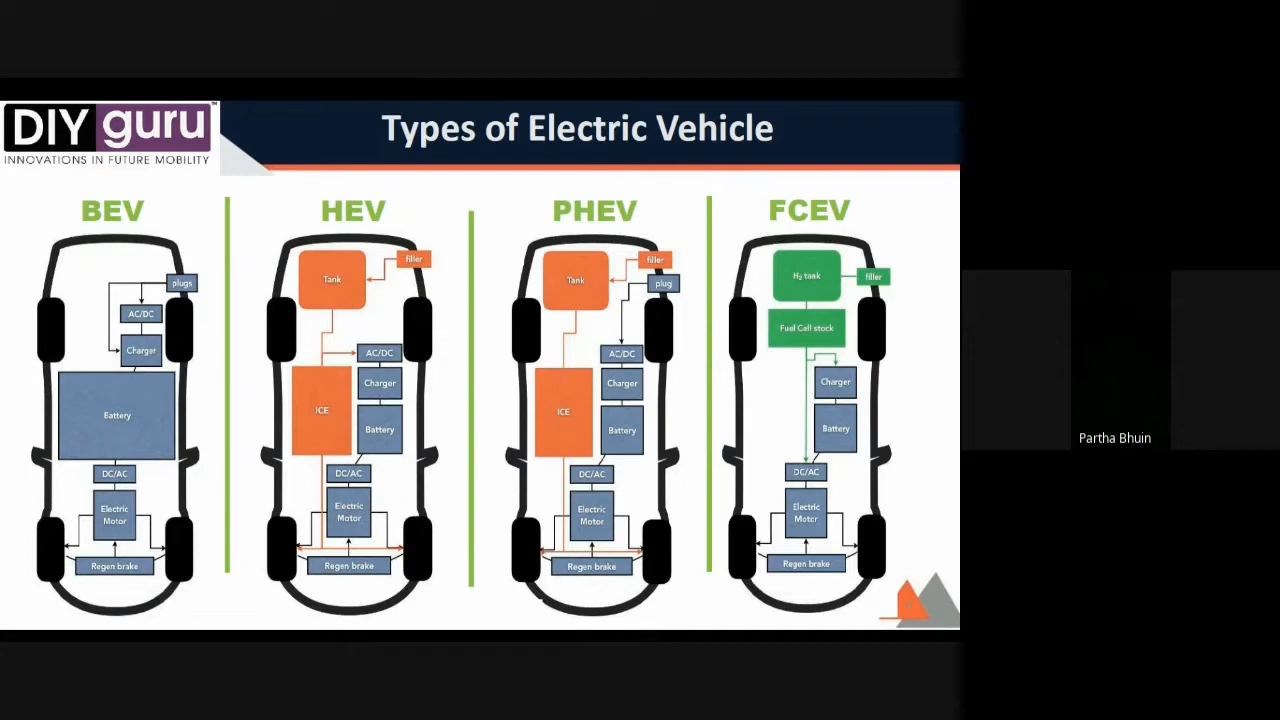 DIY guru™
INNOVATIONS IN FUTURE MOBILITY
Types of Electric Vehicle
BEV
plugs
AC/DC
Charger
Battery
DC/AC
Electric
Motor
Regen brake
HEV
filler
Tank
AC/DC
Charger
ICE
Battery
DC/AC
Electric
Motor
Regen brake
PHEV
filler
Tank
plug
AC/DC
Charger
ICE
Battery
DC/AC
Electric
Motor
Regen brake
FCEV
H₂ tank
filler
Fuel Cell stock
Charger
Battery
DC/AC
Electric
Motor
Regen brake
Partha Bhuin